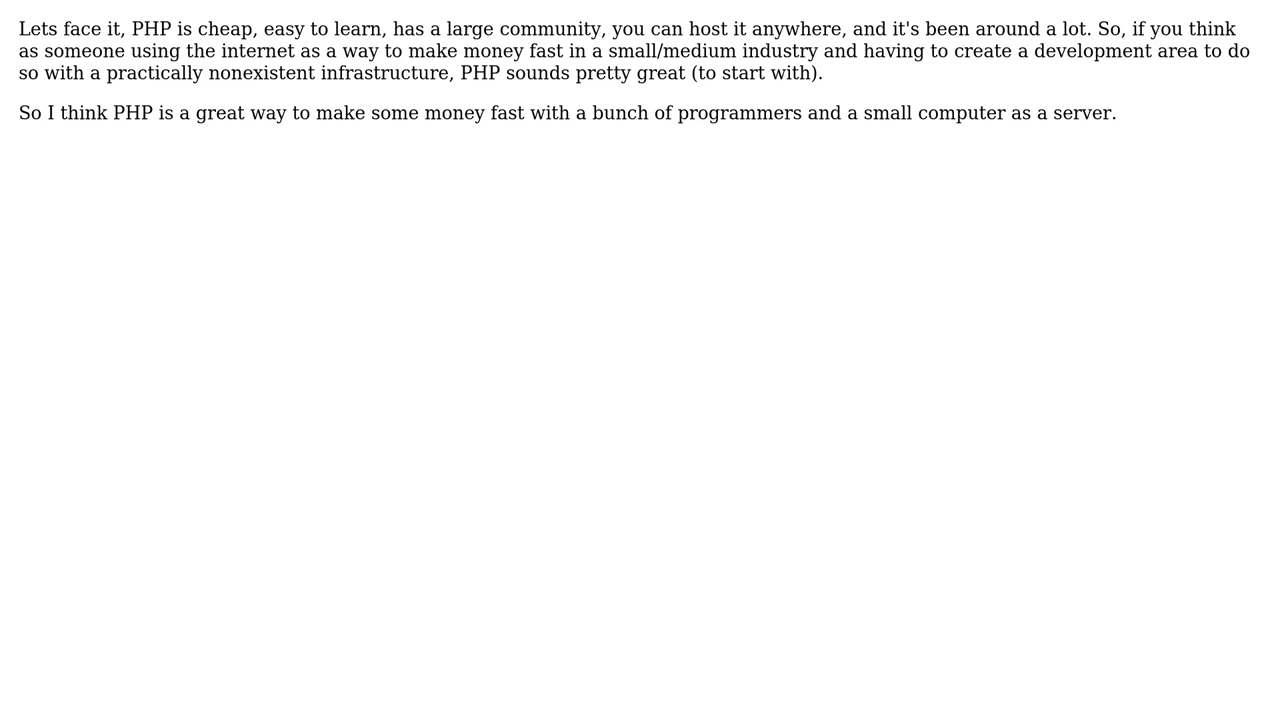 Lets face it, PHP is cheap, easy to learn, has a large community, you can host it anywhere, and it's been around a lot. So, if you think
as someone using the internet as a way to make money fast in a small/medium industry and having to create a development area to do
so with a practically nonexistent infrastructure, PHP sounds pretty great (to start with).
So I think PHP is a great way to make some money fast with a bunch of programmers and a small computer as a server.